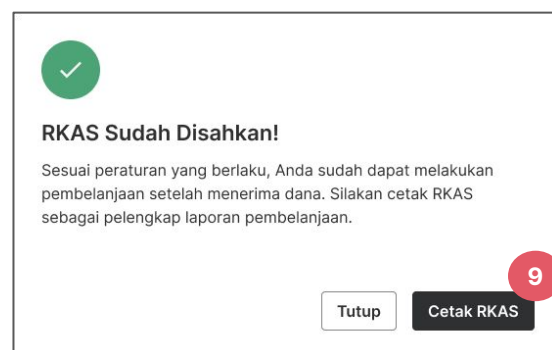 RKAS Sudah Disahkan!
Sesuai peraturan yang berlaku, Anda sudah dapat melakukan
pembelanjaan setelah menerima dana. Silakan cetak RKAS
sebagai pelengkap laporan pembelanjaan.
9
Tutup
Cetak RKAS